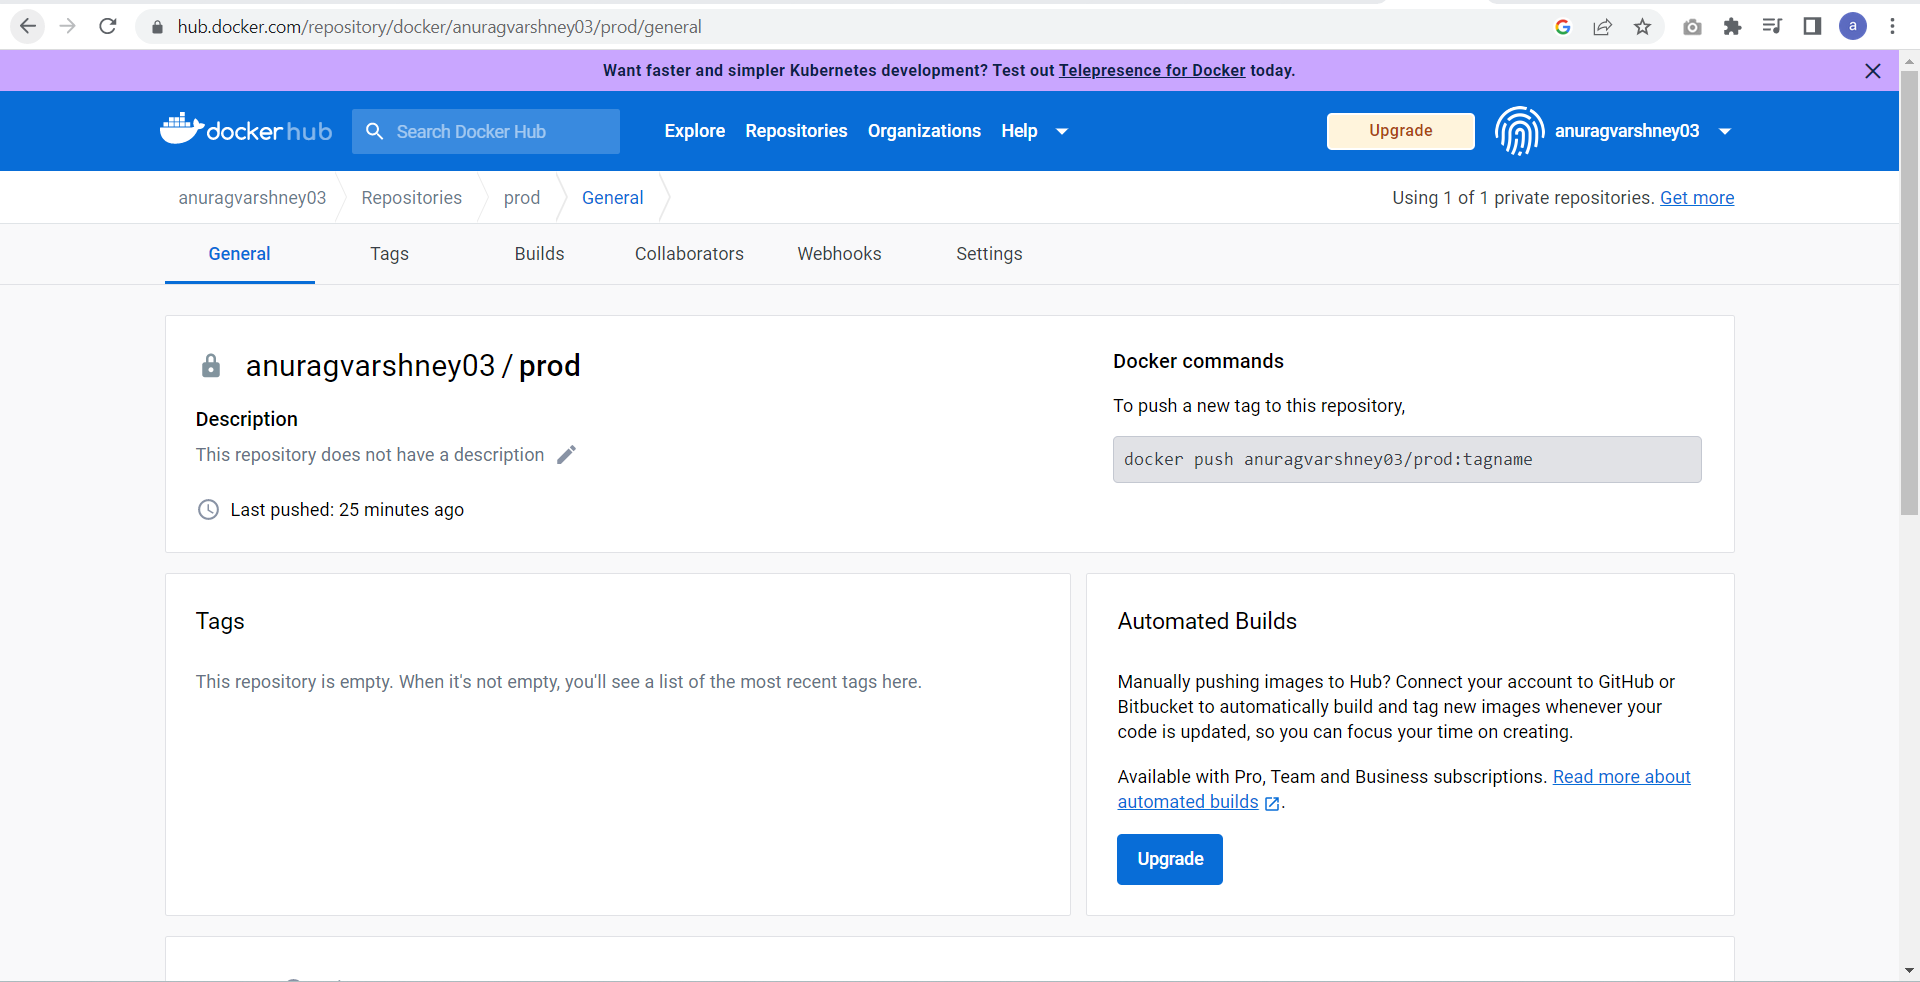 hub.docker.com/repository/docker/anuragvarshney03/prod/general
a
Want faster and simpler Kubernetes development? Test out Telepresence for Docker today.
docker hub
Search Docker Hub
Explore
Repositories
Organizations
Help
Upgrade
anuragvarshney03
anuragvarshney03
Repositories
prod
General
Using 1 of 1 private repositories. Get more
General
Tags
Builds
Collaborators
Webhooks
Settings
anuragvarshney03 / prod
Description
This repository does not have a description
Last pushed: 25 minutes ago
Docker commands
To push a new tag to this repository,
docker push anuragvarshney03/prod:tagname
Tags
This repository is empty. When it's not empty, you'll see a list of the most recent tags here.
Automated Builds
Manually pushing images to Hub? Connect your account to GitHub or
Bitbucket to automatically build and tag new images whenever your
code is updated, so you can focus your time on creating.
Available with Pro, Team and Business subscriptions. Read more about
automated builds .
Upgrade